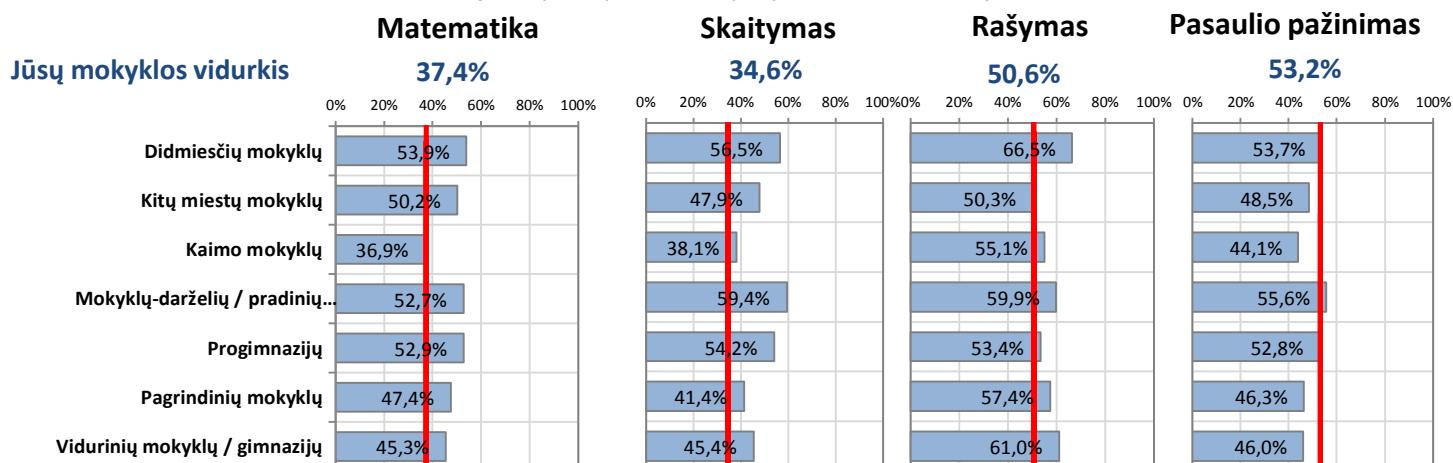 Matematika Skaitymas Rašymas Pasaulio pažinimas
Jūsų mokyklos vidurkis 37,4% 34,6% 50,6% 53,2%
0% 20% 40% 60% 80% 100% 0% 20% 40% 60% 80% 100% 0% 20% 40% 60% 80% 100% 0% 20% 40% 60% 80% 100%
Didmiesčių mokyklų 53,9% 56,5% 66,5% 53,7%
Kitų miestų mokyklų 50,2% 47,9% 50,3% 48,5%
Kaimo mokyklų 36,9% 38,1% 55,1% 44,1%
Mokyklų-darželių / pradinių... 52,7% 59,4% 59,9% 55,6%
Progimnazijų 52,9% 54,2% 53,4% 52,8%
Pagrindinių mokyklų 47,4% 41,4% 57,4% 46,3%
Vidurinių mokyklų / gimnazijų 45,3% 45,4% 61,0% 46,0%